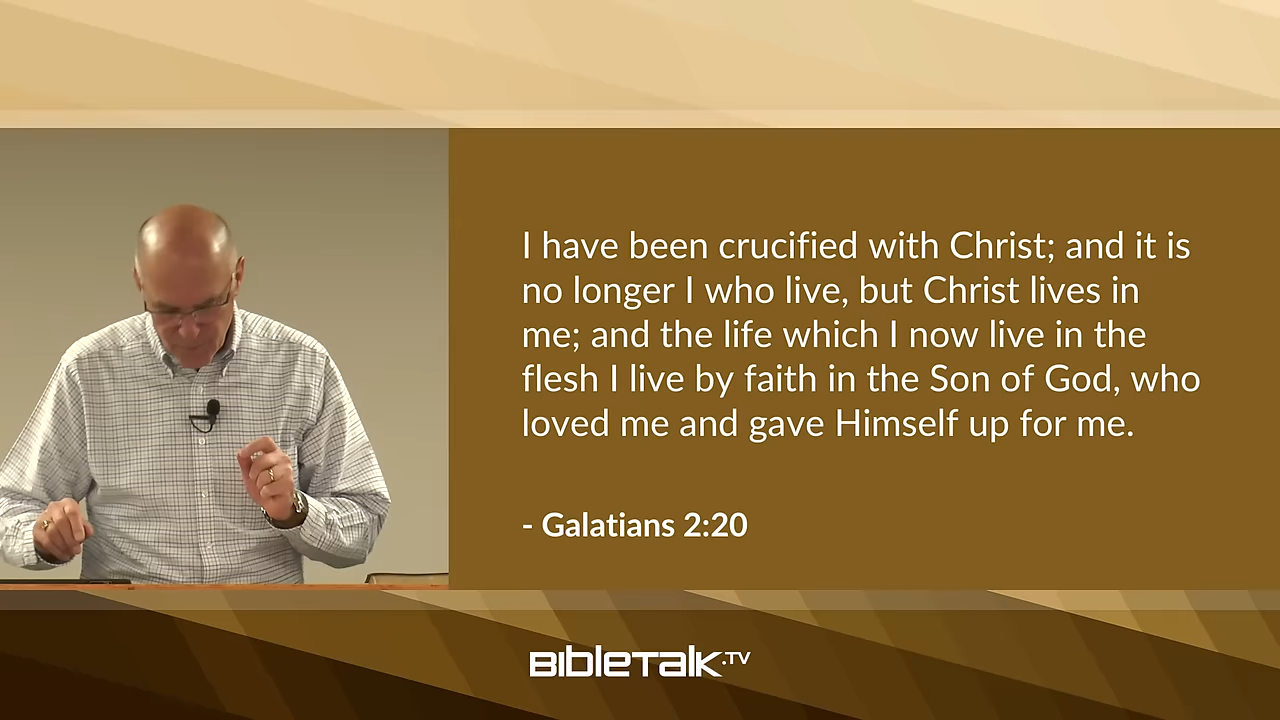 I have been crucified with Christ; and it is
no longer I who live, but Christ lives in
me; and the life which I now live in the
flesh I live by faith in the Son of God, who
loved me and gave Himself up for me.
- Galatians 2:20
BIBLETALK.TV